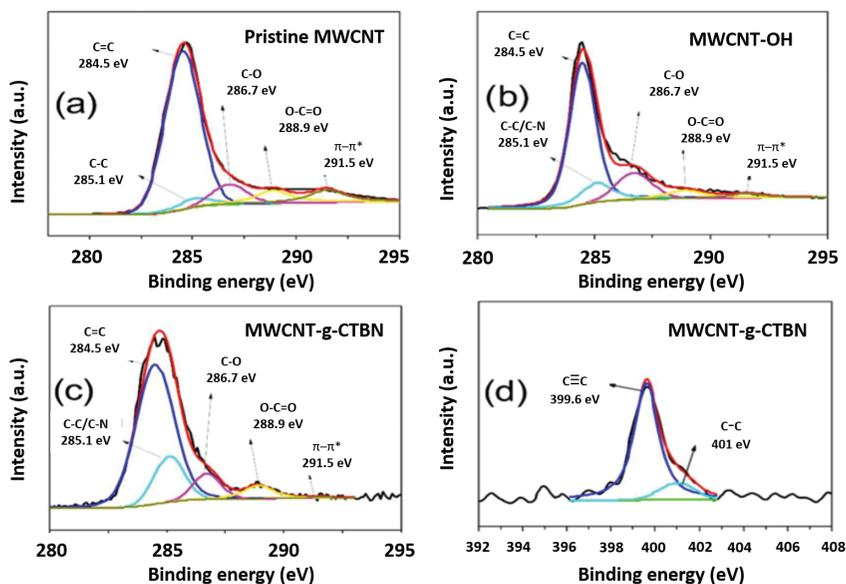 Pristine MWCNT
(a)
C=C
284.5 eV
C-O
286.7 eV
O-C=O
288.9 eV
π–π*
291.5 eV
C-C
285.1 eV
Intensity (a.u.)
280 285 290 295
Binding energy (eV)
MWCNT-OH
(b)
C=C
284.5 eV
C-O
286.7 eV
C-C/C-N
285.1 eV
O-C=O
288.9 eV
π–π*
291.5 eV
Intensity (a.u.)
280 285 290 295
Binding energy (eV)
MWCNT-g-CTBN
(c)
C=C
284.5 eV
C-O
286.7 eV
C-C/C-N
285.1 eV
O-C=O
288.9 eV
π–π*
291.5 eV
Intensity (a.u.)
280 285 290 295
Binding energy (eV)
MWCNT-g-CTBN
(d)
C≡C
399.6 eV
C–C
401 eV
Intensity (a.u.)
392 394 396 398 400 402 404 406 408
Binding energy (eV)